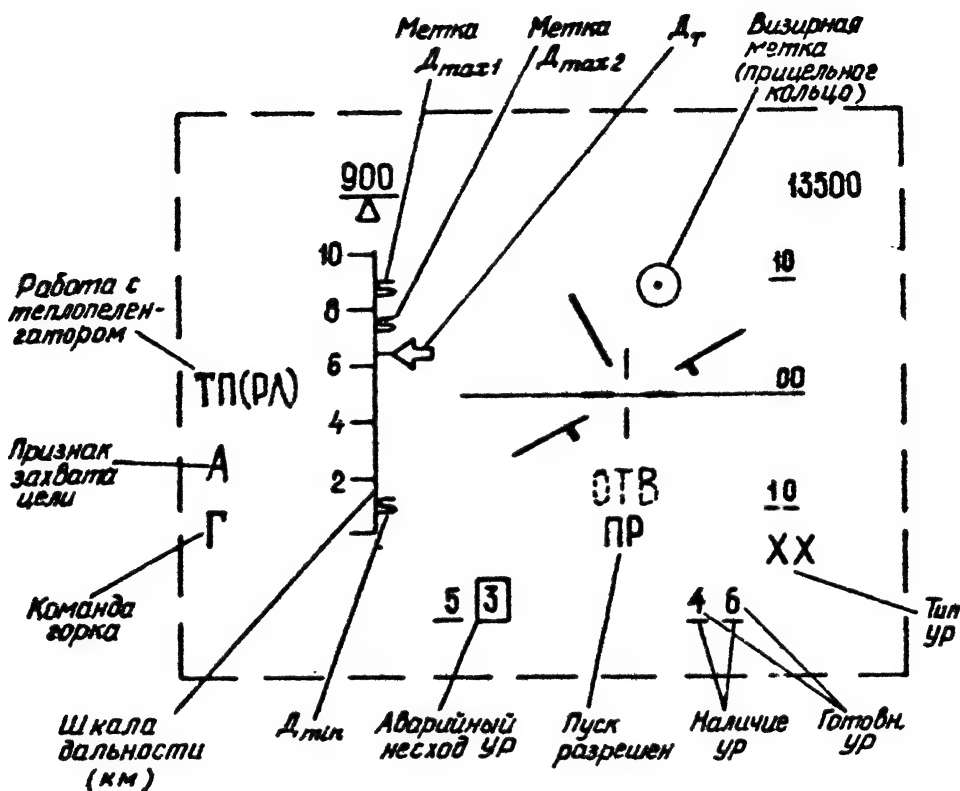 Метка
Дmax1
Метка
Дmax2
Дт
Визирная
метка
(прицельное
кольцо)
900
13500
10
8
6
4
2
10
00
10
Работа с
теплопелен-
гатором
ТП(РЛ)
Признак
захвата
цели
А
Г
Команда
горка
ОТВ
ПР
ХХ
5 3
4 6
Тип
УР
Шкала
дальности
(км)
Дmin
Аварийный
несход УР
Пуск
разрешен
Наличие
УР
Готовн.
УР